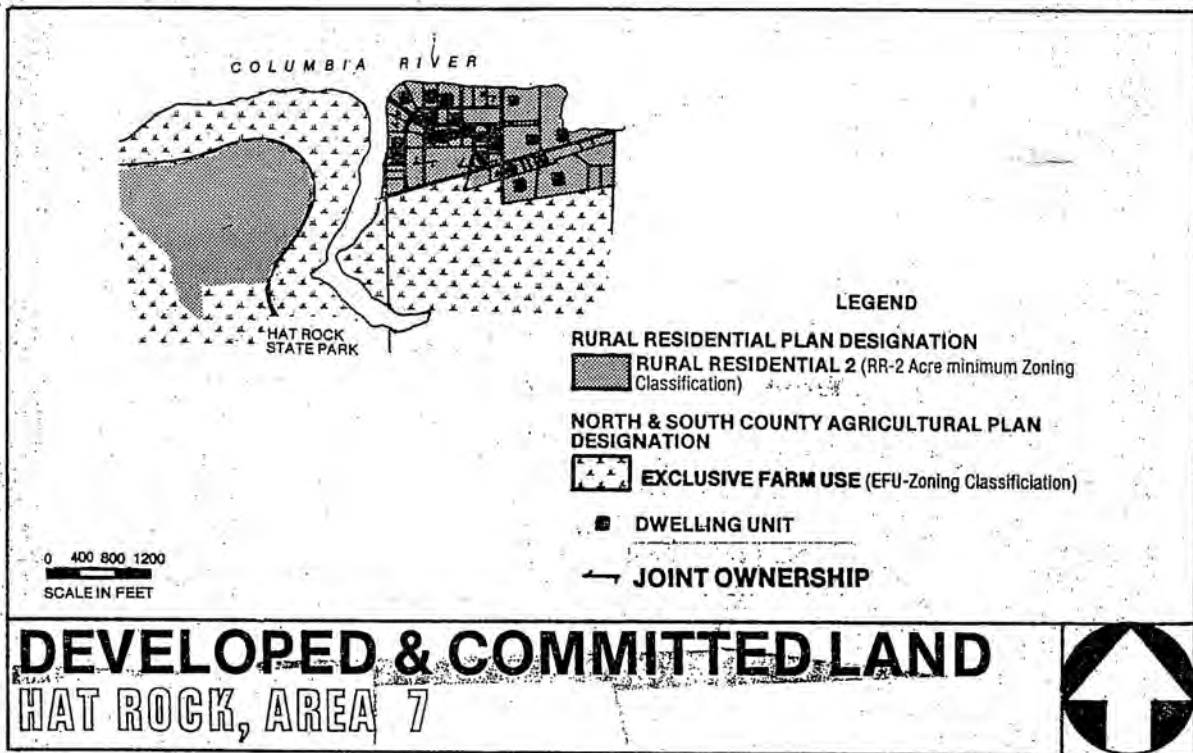 COLUMBIA RIVER
HAT ROCK
STATE PARK
LEGEND
RURAL RESIDENTIAL PLAN DESIGNATION
RURAL RESIDENTIAL 2 (RR-2 Acre minimum Zoning
Classification)
NORTH & SOUTH COUNTY AGRICULTURAL PLAN
DESIGNATION
EXCLUSIVE FARM USE (EFU-Zoning Classificiation)
DWELLING UNIT
JOINT OWNERSHIP
0 400 800 1200
SCALE IN FEET
DEVELOPED & COMMITTED LAND
HAT ROCK, AREA 7